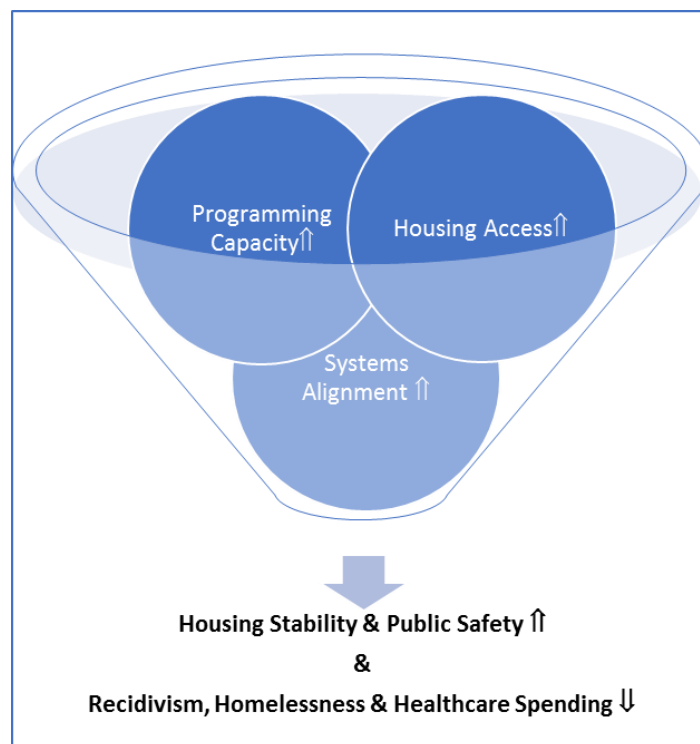 Programming
Capacity⇑
Housing Access⇑
Systems
Alignment ⇑
Housing Stability & Public Safety ⇑
&
Recidivism, Homelessness & Healthcare Spending ⇓